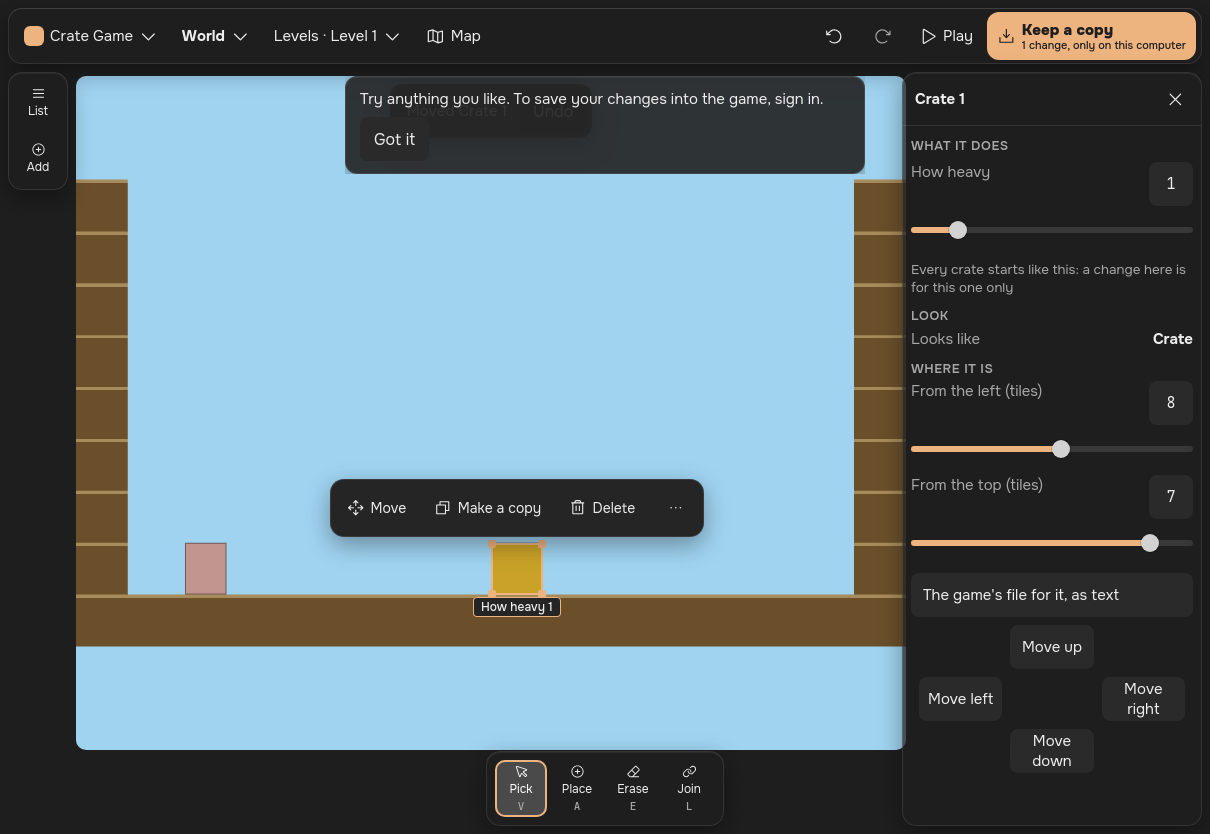 Crate Game
World
Levels · Level 1
Map
Play
Keep a copy
1 change, only on this computer
List
Add
Try anything you like. To save your changes into the game, sign in.
Moved Crate 1
Undo
Got it
Crate 1
WHAT IT DOES
How heavy
1
Every crate starts like this: a change here is
for this one only
LOOK
Looks like
Crate
WHERE IT IS
From the left (tiles)
8
From the top (tiles)
7
The game's file for it, as text
Move up
Move left
Move
right
Move
down
Move
Make a copy
Delete
···
How heavy 1
Pick
V
Place
A
Erase
E
Join
L